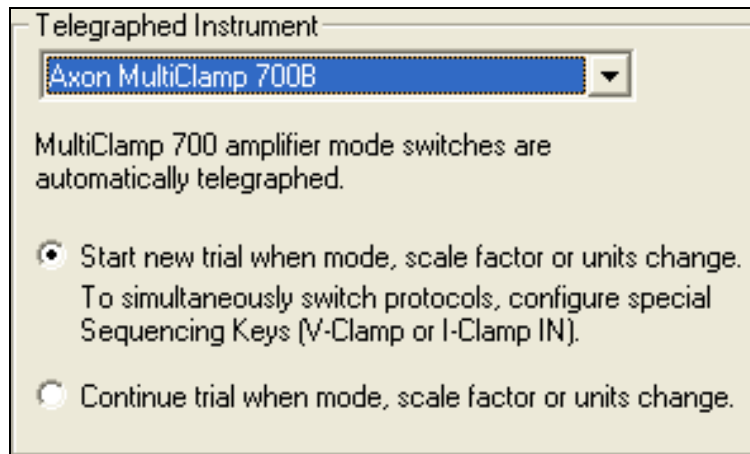 Telegraphed Instrument
Axon MultiClamp 700B
MultiClamp 700 amplifier mode switches are
automatically telegraphed.
Start new trial when mode, scale factor or units change.
To simultaneously switch protocols, configure special
Sequencing Keys (V-Clamp or I-Clamp IN).
Continue trial when mode, scale factor or units change.